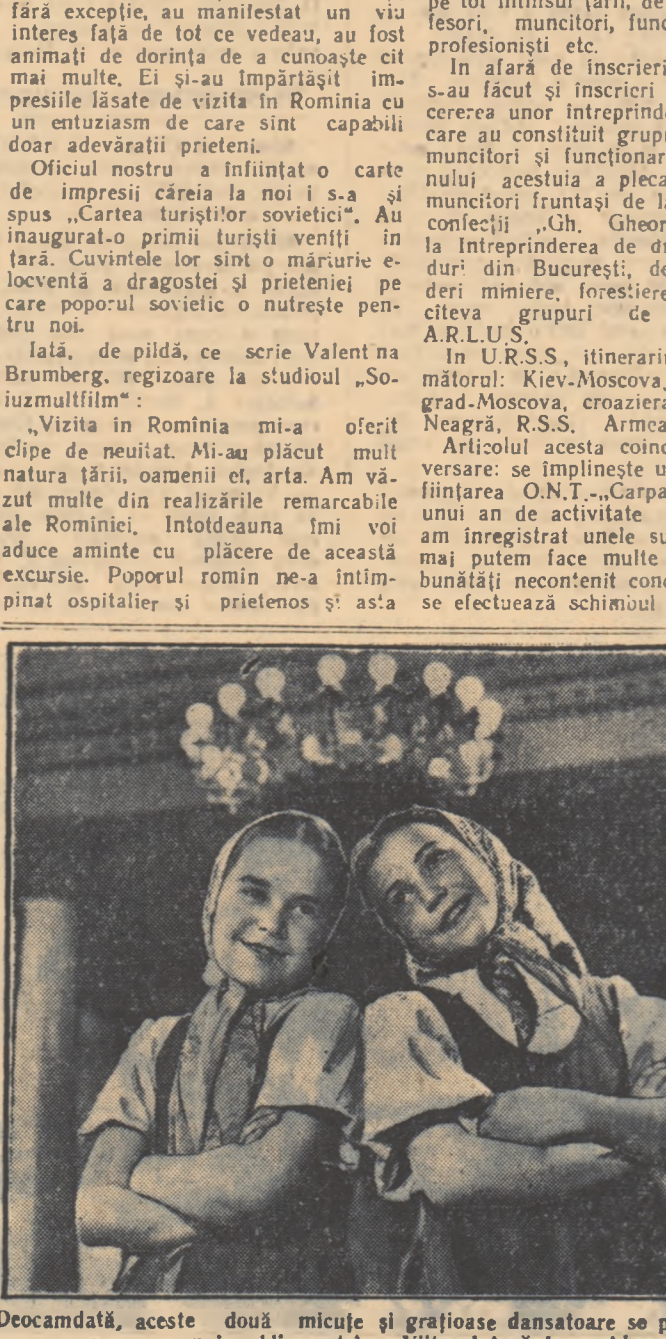 fără excepție, au manifestat un viu
interes față de tot ce vedeau, au fost
animați de dorința de a cunoaște cît
mai multe. Ei și-au împărtășit im-
presiile lăsate de vizita în Romînia cu
un entuziasm de care sînt capabili
doar adevărații prieteni.
Oficiul nostru a înființat o carte
de impresii căreia la noi i s-a și
spus „Cartea turiștilor sovietici“. Au
inaugurat-o primii turiști veniți în
țară. Cuvintele lor sînt o mărturie e-
locventă a dragostei și prieteniei pe
care poporul sovietic o nutrește pen-
tru noi.
Iată, de pildă, ce scrie Valent na
Brumberg, regizoare la studioul „So-
iuzmultfilm“ :
„Vizita în Romînia mi-a oferit
clipe de neuitat. Mi-au plăcut mult
natura țării, oamenii ei, arta. Am vă-
zut multe din realizările remarcabile
ale Romîniei. Intotdeauna îmi voi
aduce aminte cu plăcere de această
excursie. Poporul romîn ne-a întîm-
pinat ospitalier și prietenos și asta
pe tot întinsul țării, de
fesori, muncitori, func
profesioniști etc.
In afară de înscrieri
s-au făcut și înscrieri
cererea unor întreprind
care au constituit grup
muncitori și funcționar
nului acestuia a pleca
muncitori fruntași de l
confecții „Gh. Gheor
la Intreprinderea de d
duri din București, de
deri miniere, forestiere
cîteva grupuri de
A.R.L.U.S.
In U.R.S.S., itinerari
mătorul: Kiev-Moscova,
grad-Moscova, croaziera
Neagră, R.S.S. Armea
Articolul acesta coinc
versare: se împlinește u
ființarea O.N.T.-„Carpa
unui an de activitate
am înregistrat unele su
mai putem face multe
bunătăți necontenit cond
se efectuează schimbul
Deocamdată, aceste două micuțe și grațioase dansatoare se p